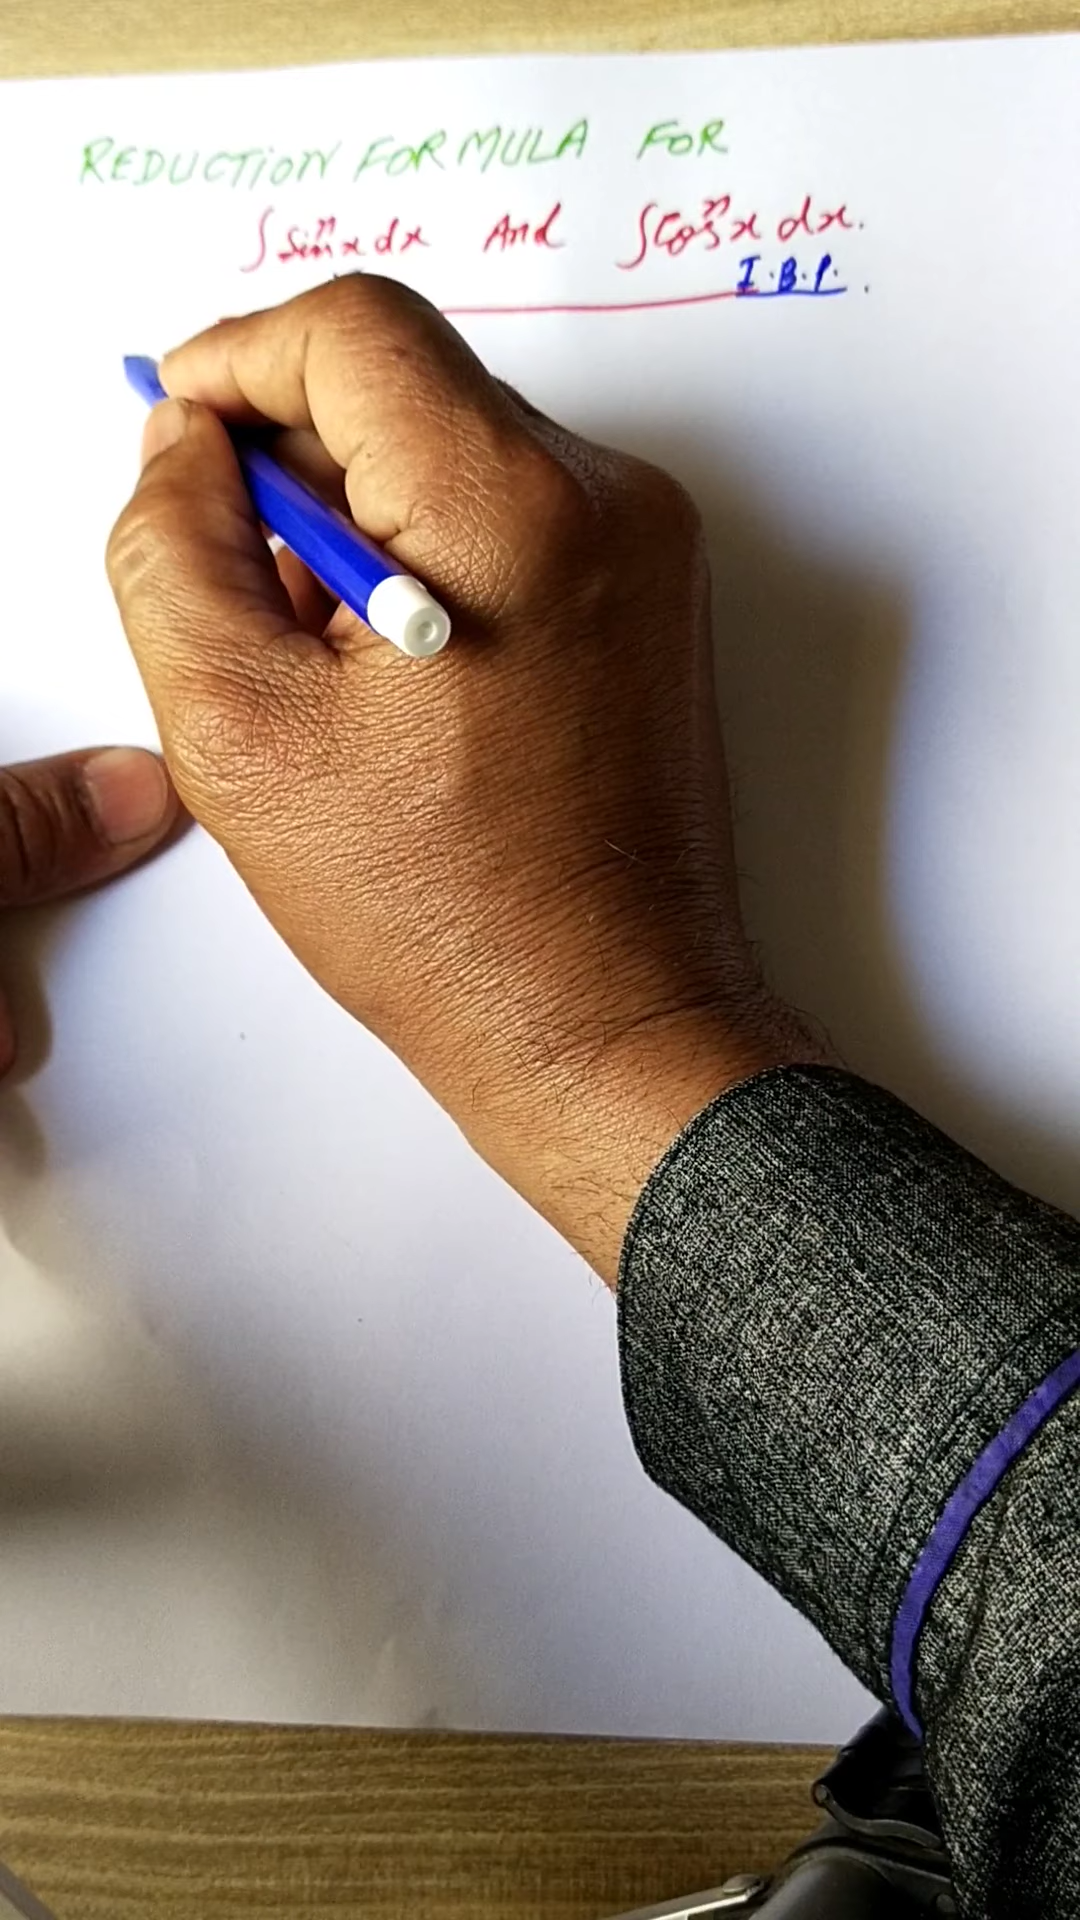 REDUCTION FORMULA FOR
∫sinⁿx dx And ∫Cosⁿx dx.
I.B.P.